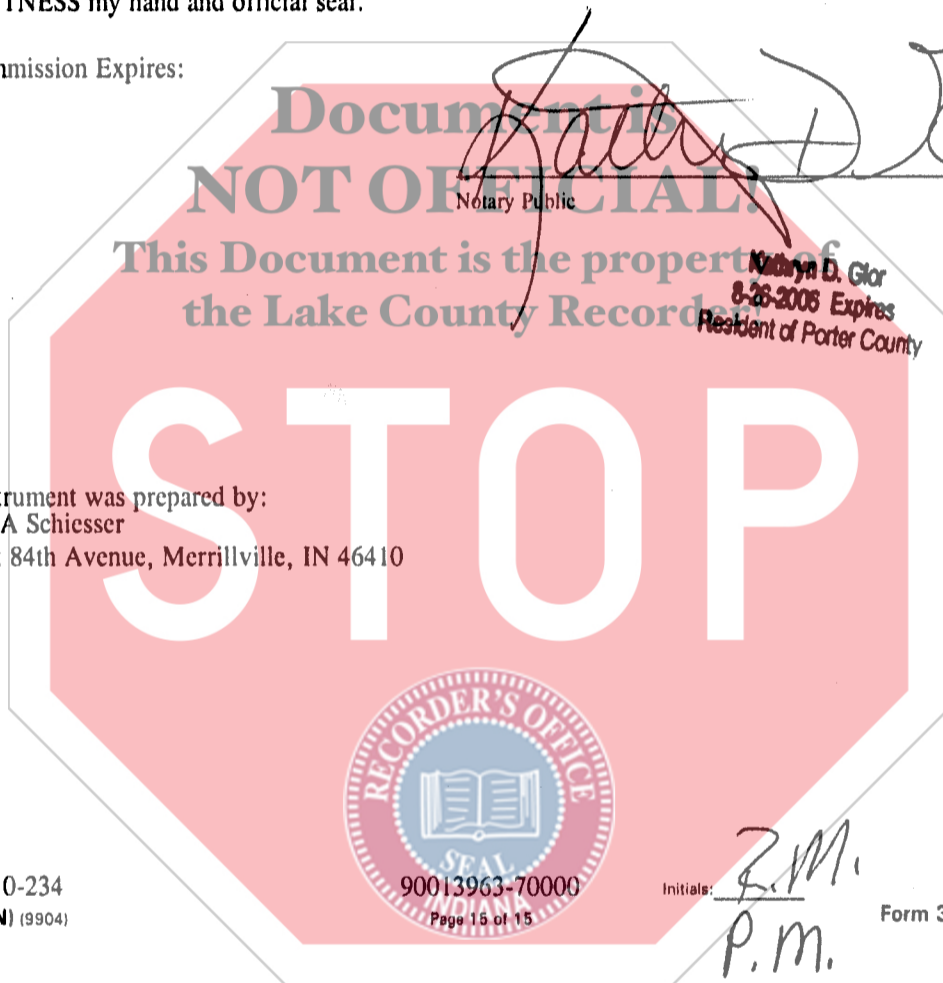 TNESS my hand and official seal.
mmission Expires:
Document is
NOT OFFICIAL!
This Document is the property of
the Lake County Recorder!
Notary Public
Kathryn D. Glor
8-26-2006 Expires
Resident of Porter County
STOP
trument was prepared by:
A Schiesser
84th Avenue, Merrillville, IN 46410
RECORDER'S OFFICE
SEAL
INDIANA
0-234
90013963-70000
Initials: R.M.
N) (9904)
Page 15 of 15
Form 3
P.M.